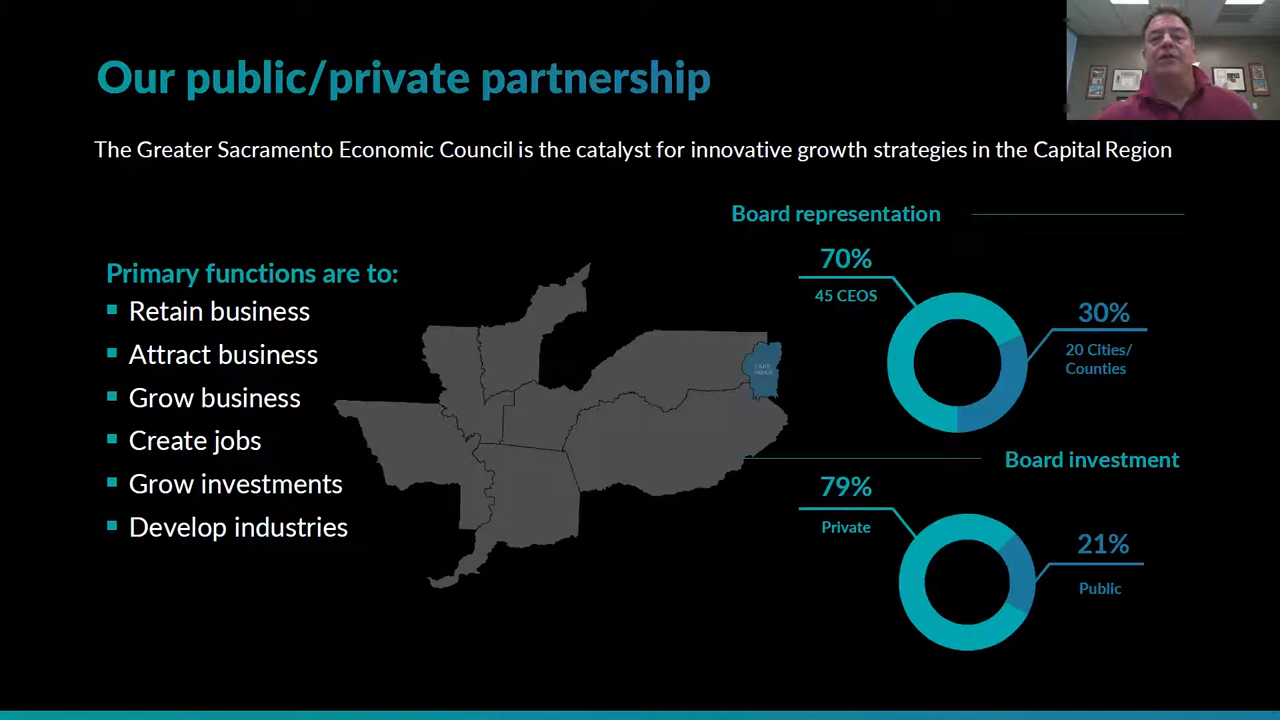 Our public/private partnership
The Greater Sacramento Economic Council is the catalyst for innovative growth strategies in the Capital Region
Primary functions are to:
Retain business
Attract business
Grow business
Create jobs
Grow investments
Develop industries
LAKE
TAHOE
Board representation
70%
45 CEOS
30%
20 Cities/
Counties
Board investment
79%
Private
21%
Public